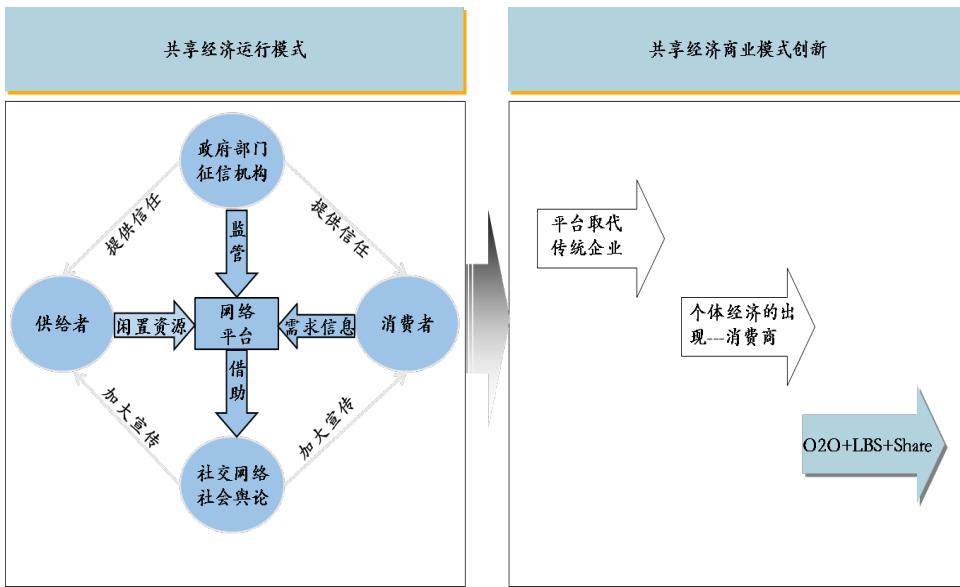 共享经济运行模式
共享经济商业模式创新
政府部门
征信机构
提供信任
提供信任
监管
供给者
闲置资源
网络
平台
需求信息
消费者
借助
加大宣传
加大宣传
社交网络
社会舆论
平台取代
传统企业
个体经济的出
现---消费商
O2O+LBS+Share